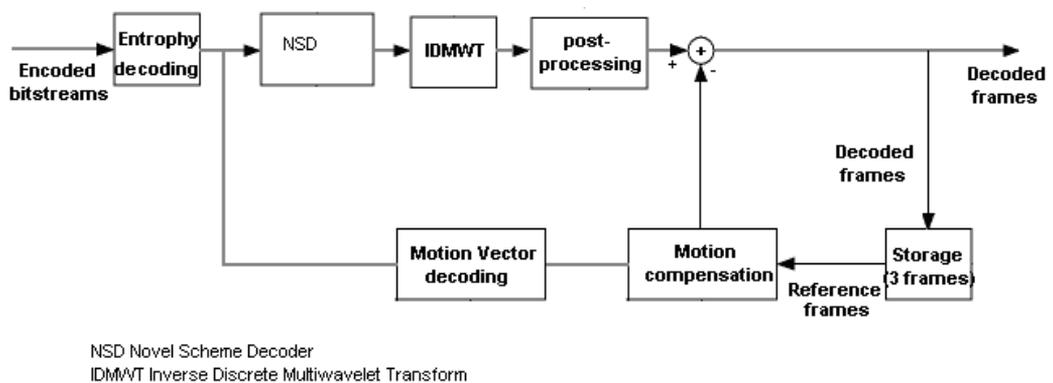 Entrophy
decoding
NSD
IDMWT
post-
processing
+
+
-
Encoded
bitstreams
Decoded
frames
Decoded
frames
Motion Vector
decoding
Motion
compensation
Storage
(3 frames)
Reference
frames
NSD Novel Scheme Decoder
IDMWT Inverse Discrete Multiwavelet Transform